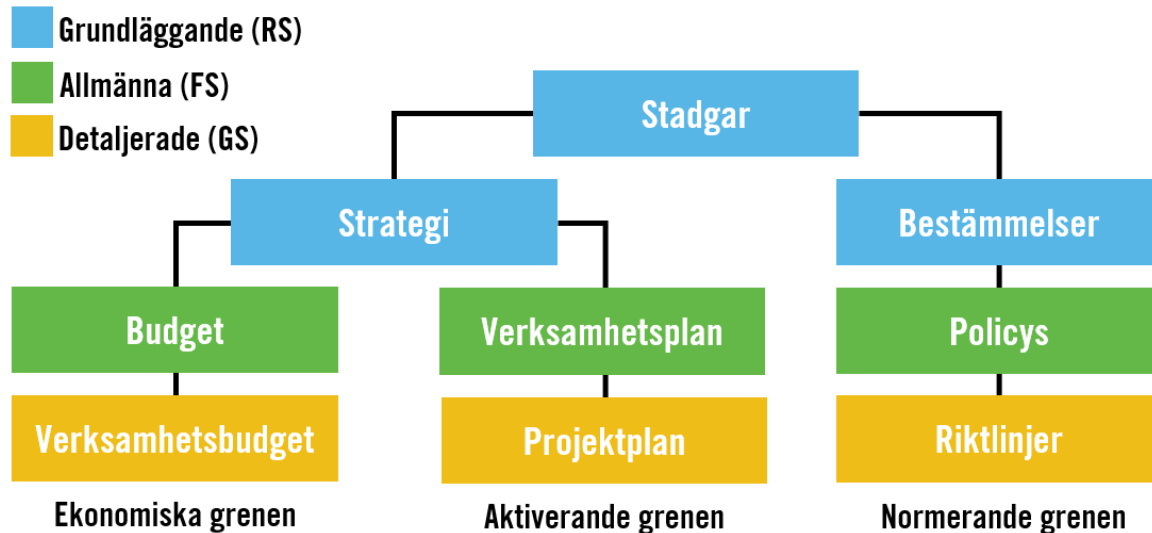 Grundläggande (RS)
Allmänna (FS)
Detaljerade (GS)
Stadgar
Strategi
Bestämmelser
Budget
Verksamhetsplan
Policys
Verksamhetsbudget
Projektplan
Riktlinjer
Ekonomiska grenen
Aktiverande grenen
Normerande grenen